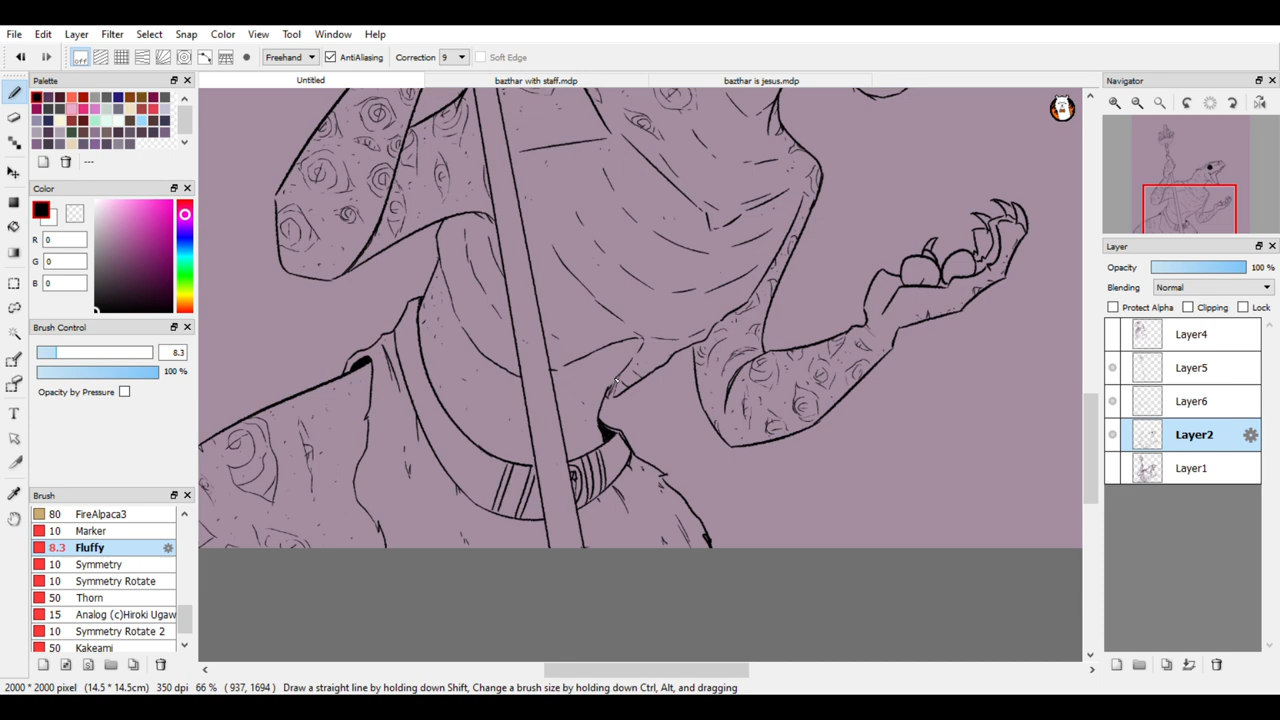 File Edit Layer Filter Select Snap Color View Tool Window Help
off Freehand AntiAliasing Correction 9 Soft Edge
Palette
Untitled bazthar with staff.mdp bazthar is jesus.mdp
Navigator
---
Color
R 0
G 0
B 0
Layer
Opacity 100 %
Blending Normal
Protect Alpha Clipping Lock
Layer4
Layer5
Layer6
Layer2
Layer1
Brush Control
8.3
100 %
Opacity by Pressure
Brush
80 FireAlpaca3
10 Marker
8.3 Fluffy
10 Symmetry
10 Symmetry Rotate
50 Thorn
15 Analog (c)Hiroki Ugaw
10 Symmetry Rotate 2
50 Kakeami
2000 * 2000 pixel (14.5 * 14.5cm) 350 dpi 66 % ( 937, 1694 ) Draw a straight line by holding down Shift, Change a brush size by holding down Ctrl, Alt, and dragging